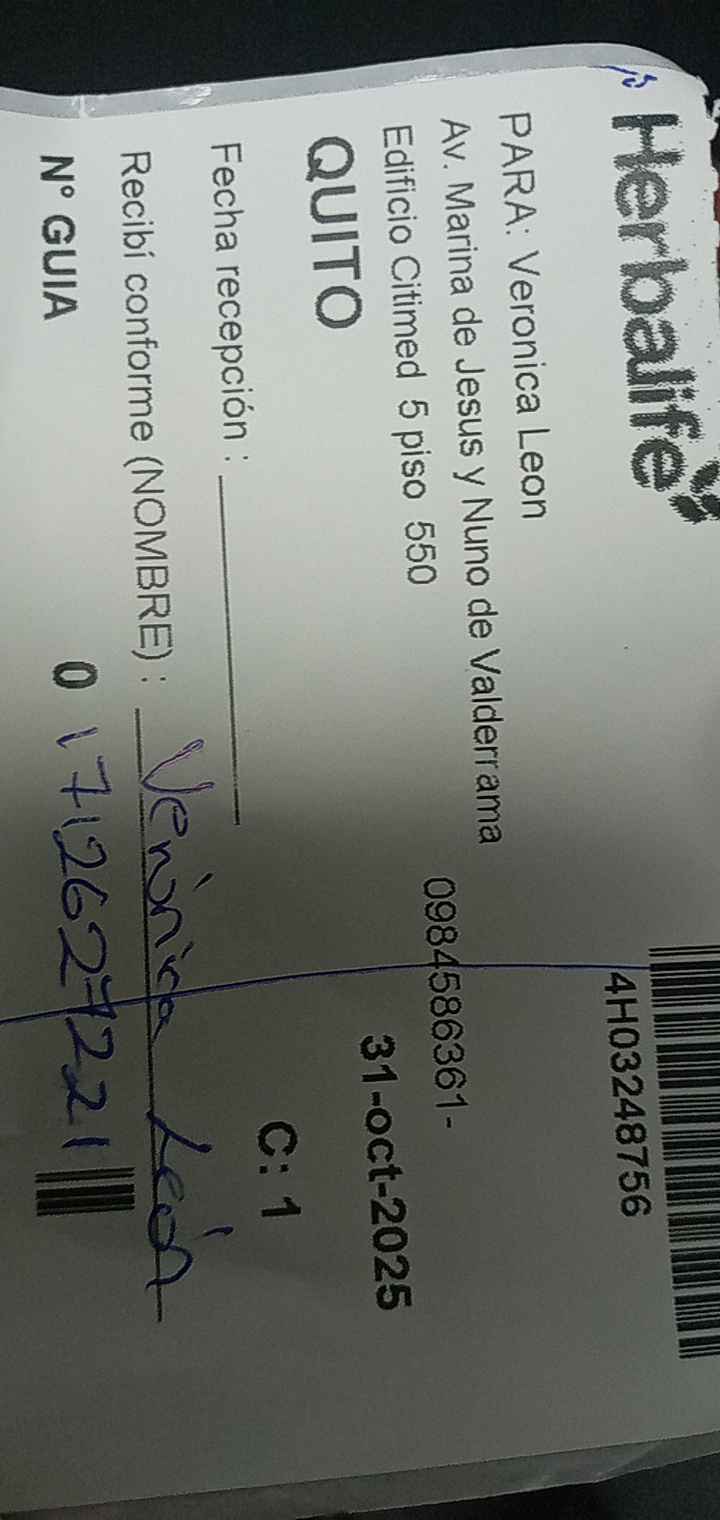 Herbalife
4H03248756
PARA: Veronica Leon
Av. Marina de Jesus y Nuno de Valderrama
Edificio Citimed 5 piso 550
0984586361-
QUITO
31-oct-2025
Fecha recepción :
C: 1
Recibí conforme (NOMBRE) : Verónica León
Nº GUIA 0 1712627221